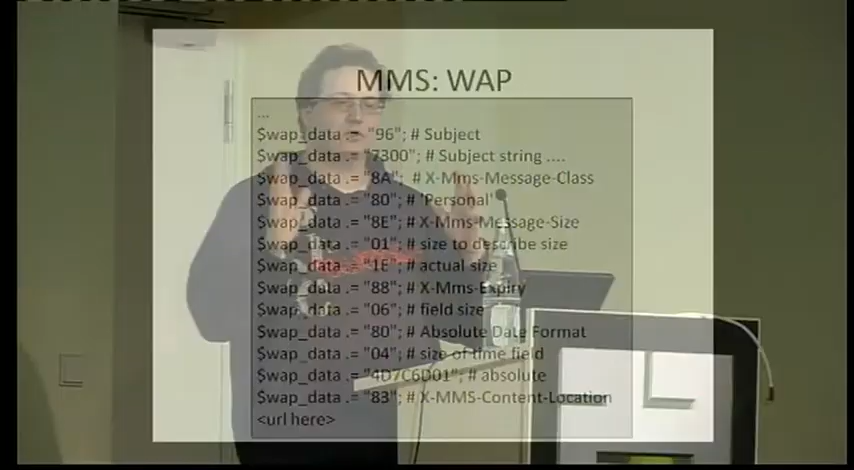 MMS: WAP
...
$wap_data .= "96"; # Subject
$wap_data .= "7300"; # Subject string ....
$wap_data .= "8A";  # X-Mms-Message-Class
$wap_data .= "80"; # 'Personal'
$wap_data .= "8E"; # X-Mms-Message-Size
$wap_data .= "01"; # size to describe size
$wap_data .= "1E"; # actual size
$wap_data .= "88"; # X-Mms-Expiry
$wap_data .= "06"; # field size
$wap_data .= "80"; # Absolute Date Format
$wap_data .= "04"; # size of time field
$wap_data .= "4D7C6D01"; # absolute
$wap_data .= "83"; # X-MMS-Content-Location
<url here>